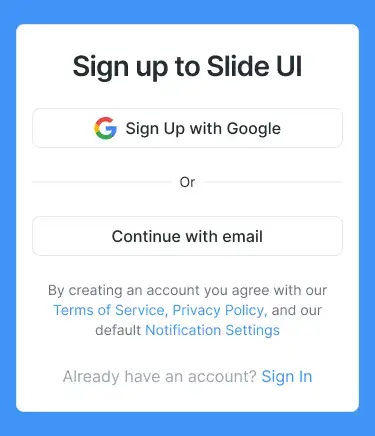 Sign up to Slide UI
Sign Up with Google
Or
Continue with email
By creating an account you agree with our
Terms of Service, Privacy Policy, and our
default Notification Settings
Already have an account? Sign In